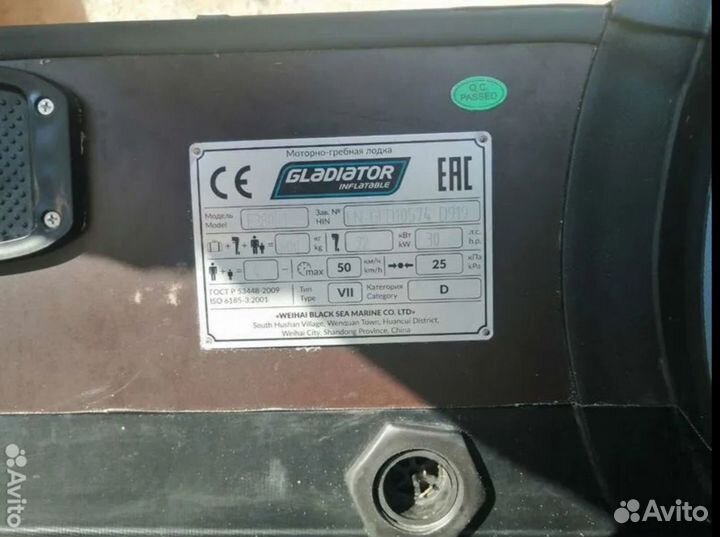 Q.C.
PASSED
Моторно-гребная лодка
CE
GLADIATOR
INFLATABLE
EAC
Модель
Model
Зав. №
HIN
D919
кг
kg
кВт
kW
30
л.с.
h.p.
max
50
км/ч
km/h
25
кПа
kPa
ГОСТ Р 53448-2009
ISO 6185-3:2001
Тип
Type
VII
Категория
Category
D
«WEIHAI BLACK SEA MARINE CO. LTD»
South Hushan Village, Wenquan Town, Huancui District,
Weihai City, Shandong Province, China
Avito
Avito